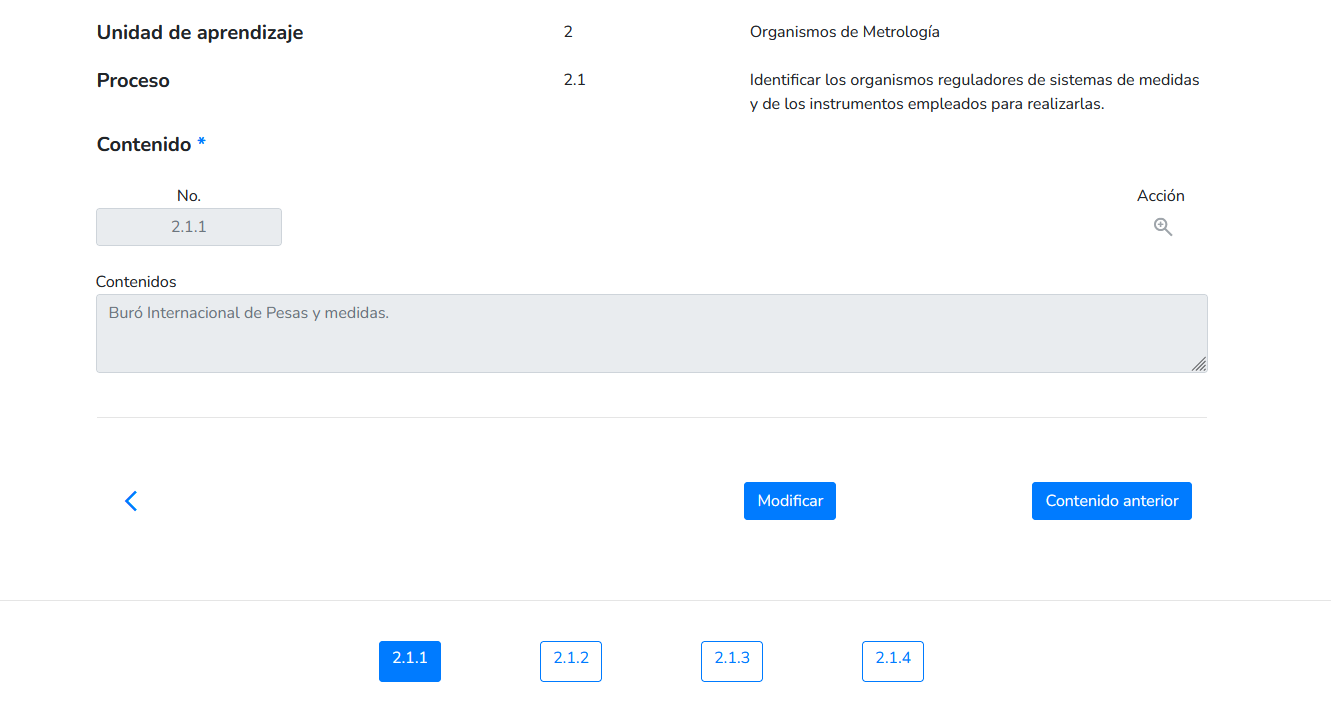 Unidad de aprendizaje 2 Organismos de Metrología
Proceso 2.1 Identificar los organismos reguladores de sistemas de medidas
y de los instrumentos empleados para realizarlas.
Contenido *
No. Acción
2.1.1
Contenidos
Buró Internacional de Pesas y medidas.
Modificar Contenido anterior
2.1.1 2.1.2 2.1.3 2.1.4